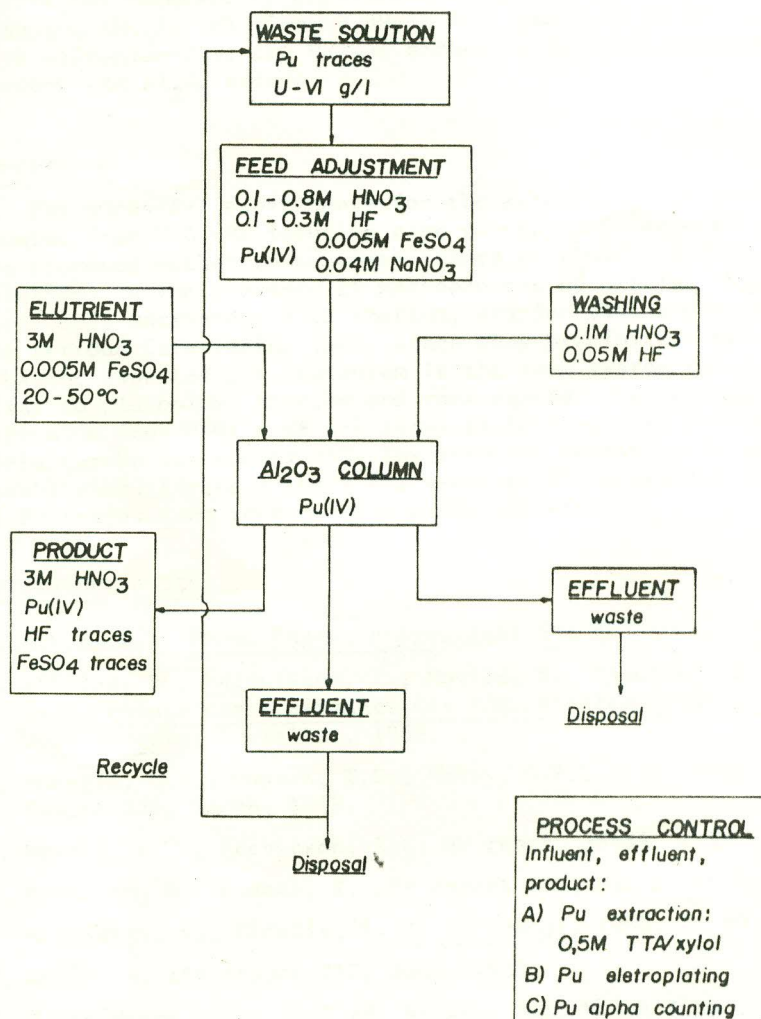 WASTE SOLUTION
Pu traces
U-VI g/l
FEED ADJUSTMENT
0.1-0.8M HNO3
0.1-0.3M HF
Pu(IV) 0.005M FeSO4
0.04M NaNO3
ELUTRIENT
3M HNO3
0.005M FeSO4
20-50°C
WASHING
0.1M HNO3
0.05M HF
Al2O3 COLUMN
Pu(IV)
PRODUCT
3M HNO3
Pu(IV)
HF traces
FeSO4 traces
EFFLUENT
waste
Disposal
EFFLUENT
waste
Recycle
Disposal
PROCESS CONTROL
Influent, effluent,
product:
A) Pu extraction:
0,5M TTA/xylol
B) Pu eletroplating
C) Pu alpha counting